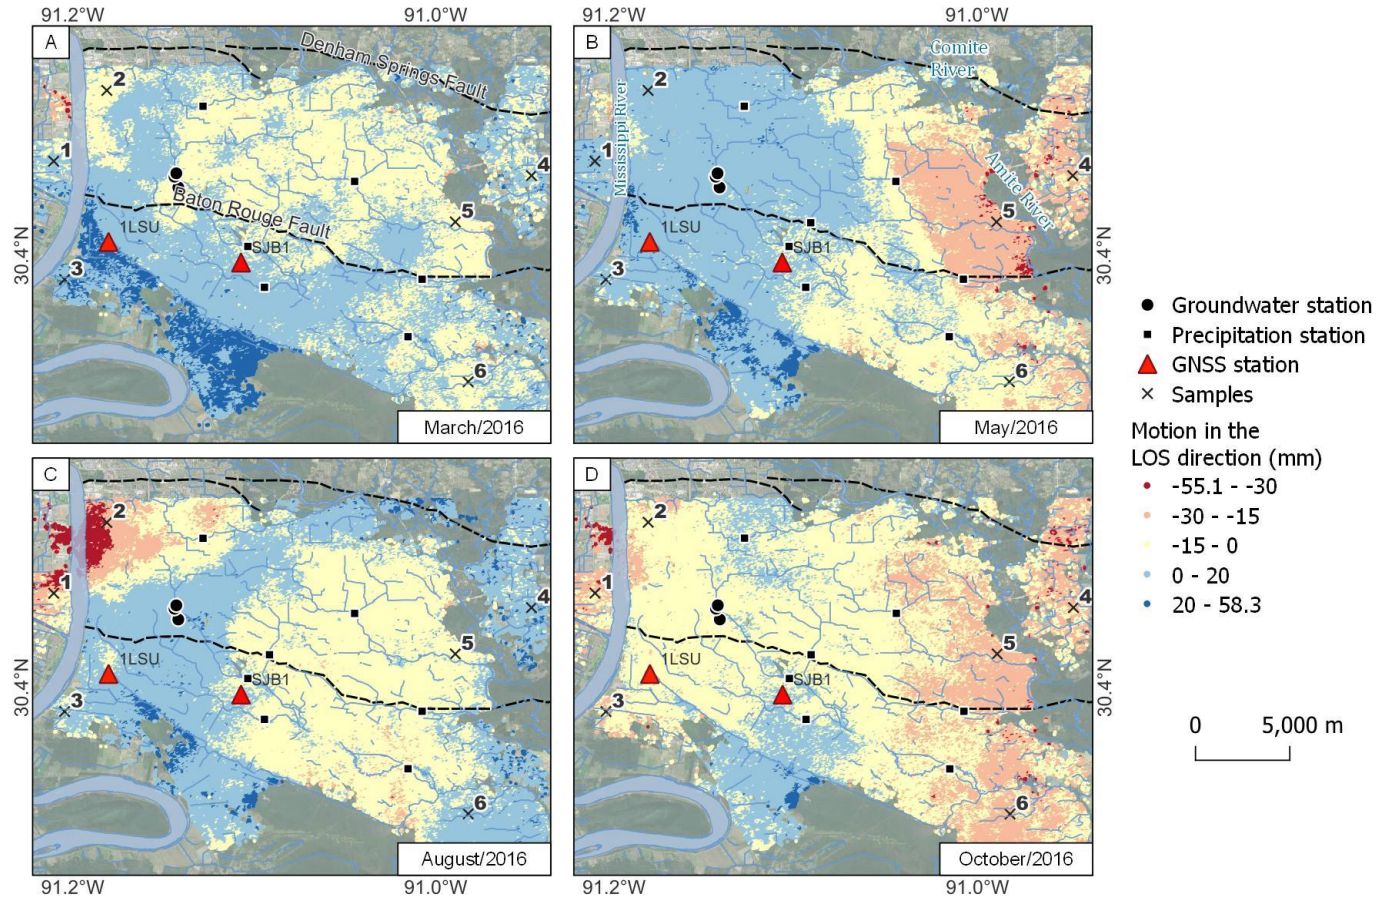 91.2°W
91.0°W
91.2°W
91.0°W
A
Denham Springs Fault
2
1
4
Baton Rouge Fault
5
1LSU
SJB1
3
6
March/2016
30.4°N
B
Comite
River
Mississippi River
2
1
4
Amite River
5
1LSU
SJB1
3
6
May/2016
30.4°N
C
2
1
4
5
1LSU
SJB1
3
6
August/2016
30.4°N
D
2
1
4
5
1LSU
SJB1
3
6
October/2016
30.4°N
91.2°W
91.0°W
91.2°W
91.0°W
Groundwater station
Precipitation station
GNSS station
Samples
Motion in the
LOS direction (mm)
-55.1 - -30
-30 - -15
-15 - 0
0 - 20
20 - 58.3
0 5,000 m